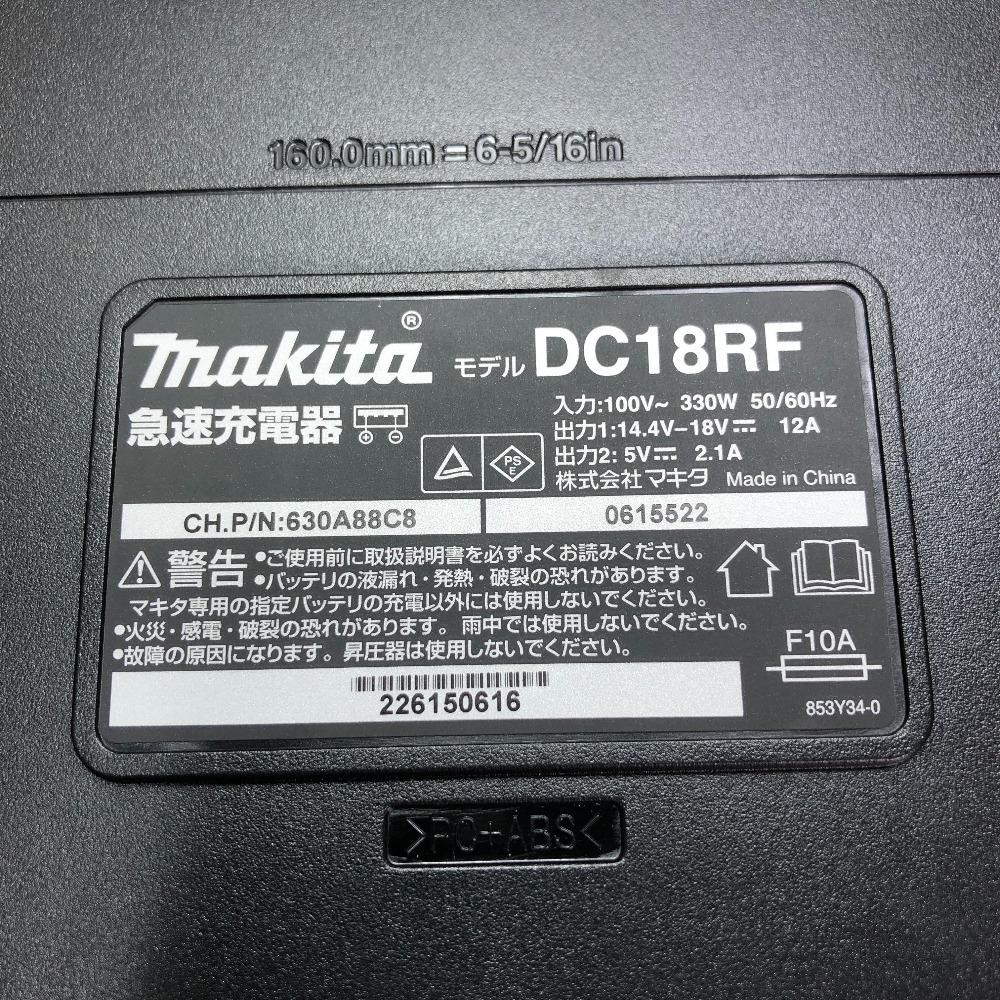 160.0mm = 6-5/16in
makita® モデル DC18RF
急速充電器
入力:100V~ 330W 50/60Hz
出力1:14.4V-18V⎓ 12A
出力2: 5V⎓ 2.1A
PS E
株式会社マキタ Made in China
CH.P/N:630A88C8 0615522
⚠警告 •ご使用前に取扱説明書を必ずよくお読みください。
•バッテリの液漏れ・発熱・破裂の恐れがあります。
マキタ専用の指定バッテリの充電以外には使用しないでください。
•火災・感電・破裂の恐れがあります。雨中では使用しないでください。
•故障の原因になります。昇圧器は使用しないでください。
F10A
226150616
853Y34-0
>PC+ABS<